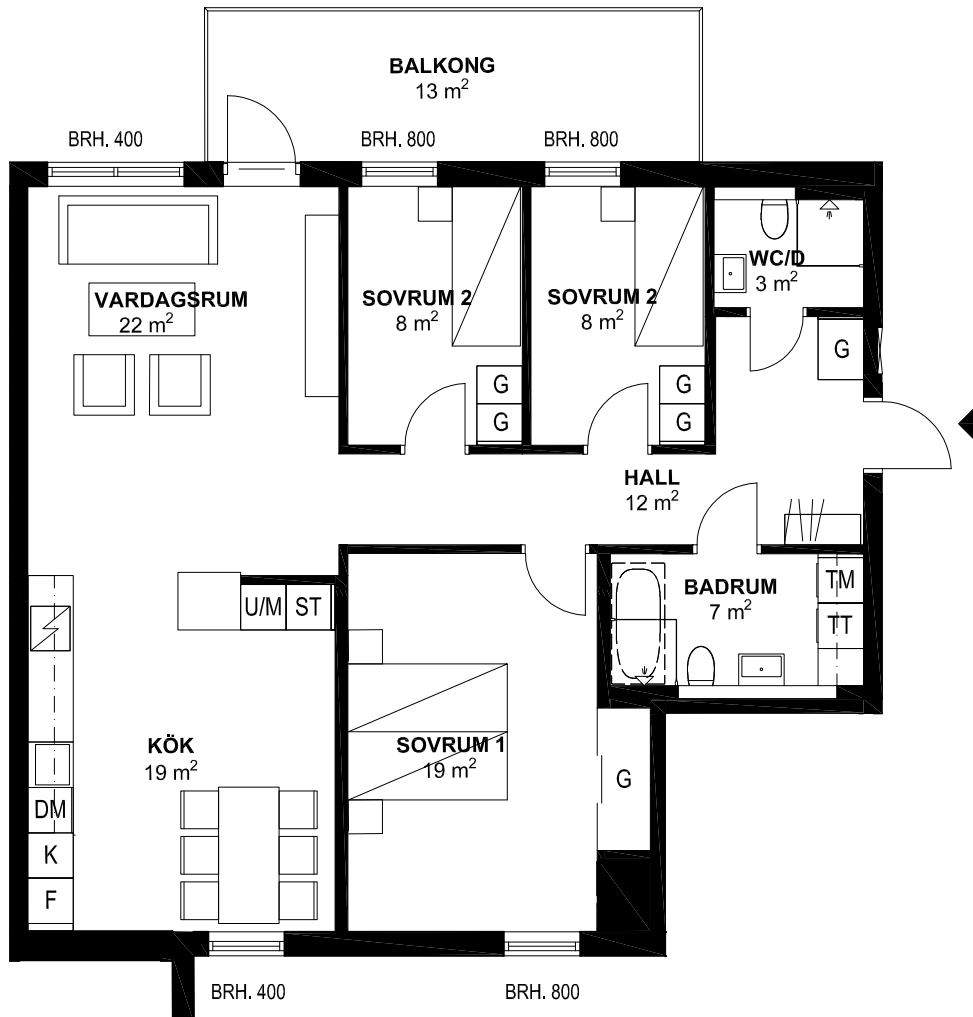 BALKONG
13 m²
BRH. 400
BRH. 800
BRH. 800
VARDAGSRUM
22 m²
SOVRUM 2
8 m²
SOVRUM 2
8 m²
WC/D
3 m²
G
G
G
G
G
HALL
12 m²
U/M
ST
BADRUM
7 m²
TM
TT
KÖK
19 m²
SOVRUM 1
19 m²
G
DM
K
F
BRH. 400
BRH. 800